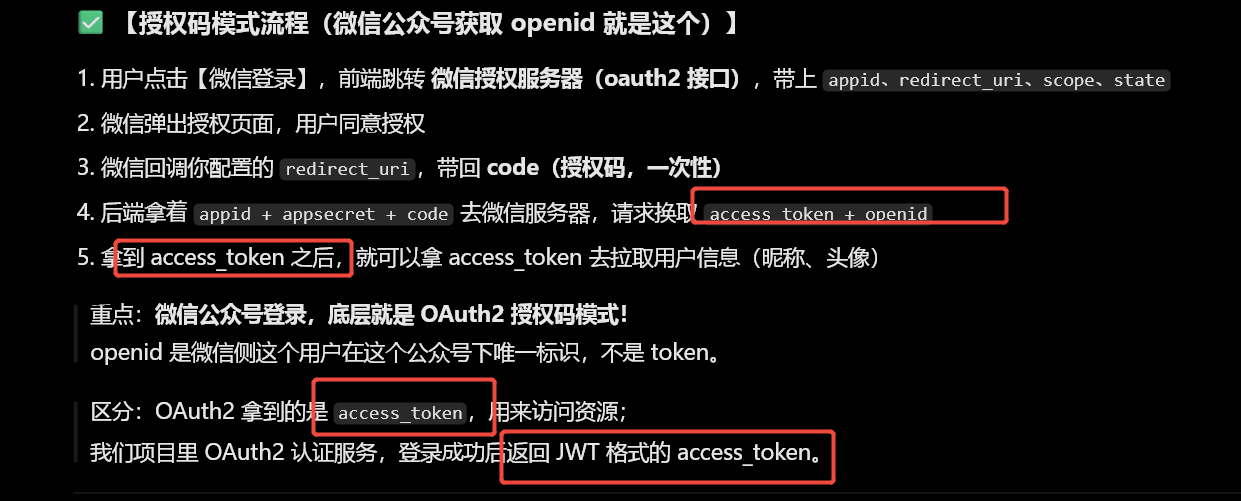 ✅ 【授权码模式流程（微信公众号获取 openid 就是这个）】
1. 用户点击【微信登录】，前端跳转 微信授权服务器（oauth2 接口），带上 appid、redirect_uri、scope、state
2. 微信弹出授权页面，用户同意授权
3. 微信回调你配置的 redirect_uri，带回 code（授权码，一次性）
4. 后端拿着 appid + appsecret + code 去微信服务器，请求换取 access_token + openid
5. 拿到 access_token 之后，就可以拿 access_token 去拉取用户信息（昵称、头像）
重点：微信公众号登录，底层就是 OAuth2 授权码模式！
openid 是微信侧这个用户在这个公众号下唯一标识，不是 token。
区分：OAuth2 拿到的是 access_token，用来访问资源；
我们项目里 OAuth2 认证服务，登录成功后返回 JWT 格式的 access_token。